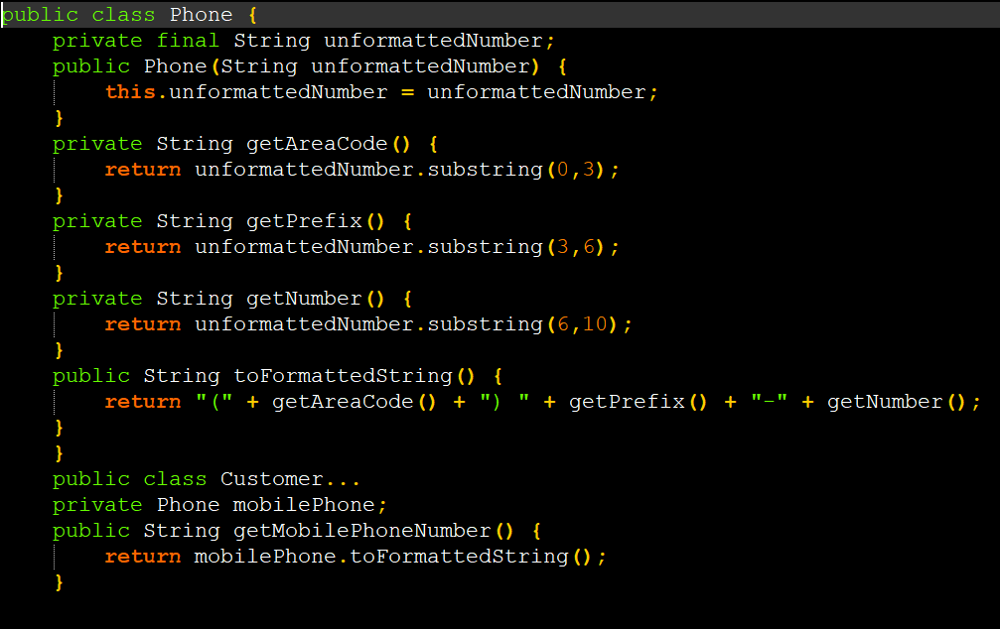 public class Phone {
    private final String unformattedNumber;
    public Phone(String unformattedNumber) {
        this.unformattedNumber = unformattedNumber;
    }
    private String getAreaCode() {
        return unformattedNumber.substring(0,3);
    }
    private String getPrefix() {
        return unformattedNumber.substring(3,6);
    }
    private String getNumber() {
        return unformattedNumber.substring(6,10);
    }
    public String toFormattedString() {
        return "(" + getAreaCode() + ") " + getPrefix() + "-" + getNumber();
    }
    }
    public class Customer...
    private Phone mobilePhone;
    public String getMobilePhoneNumber() {
        return mobilePhone.toFormattedString();
    }